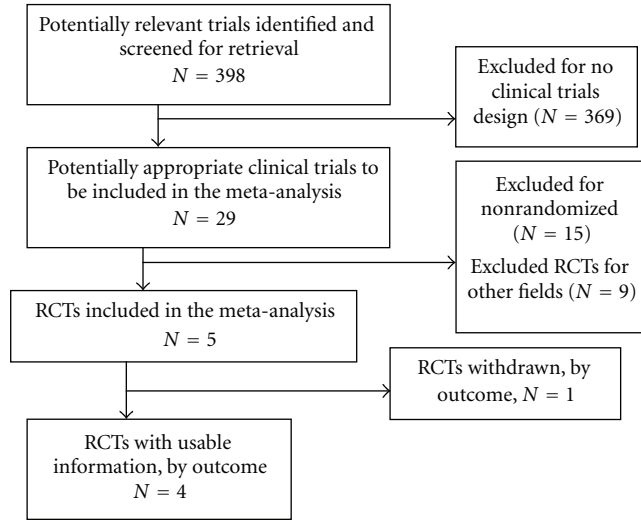 Potentially relevant trials identified and
screened for retrieval
N = 398
Excluded for no
clinical trials
design (N = 369)
Potentially appropriate clinical trials to
be included in the meta-analysis
N = 29
Excluded for
nonrandomized
(N = 15)
Excluded RCTs for
other fields (N = 9)
RCTs included in the meta-analysis
N = 5
RCTs withdrawn, by
outcome, N = 1
RCTs with usable
information, by outcome
N = 4